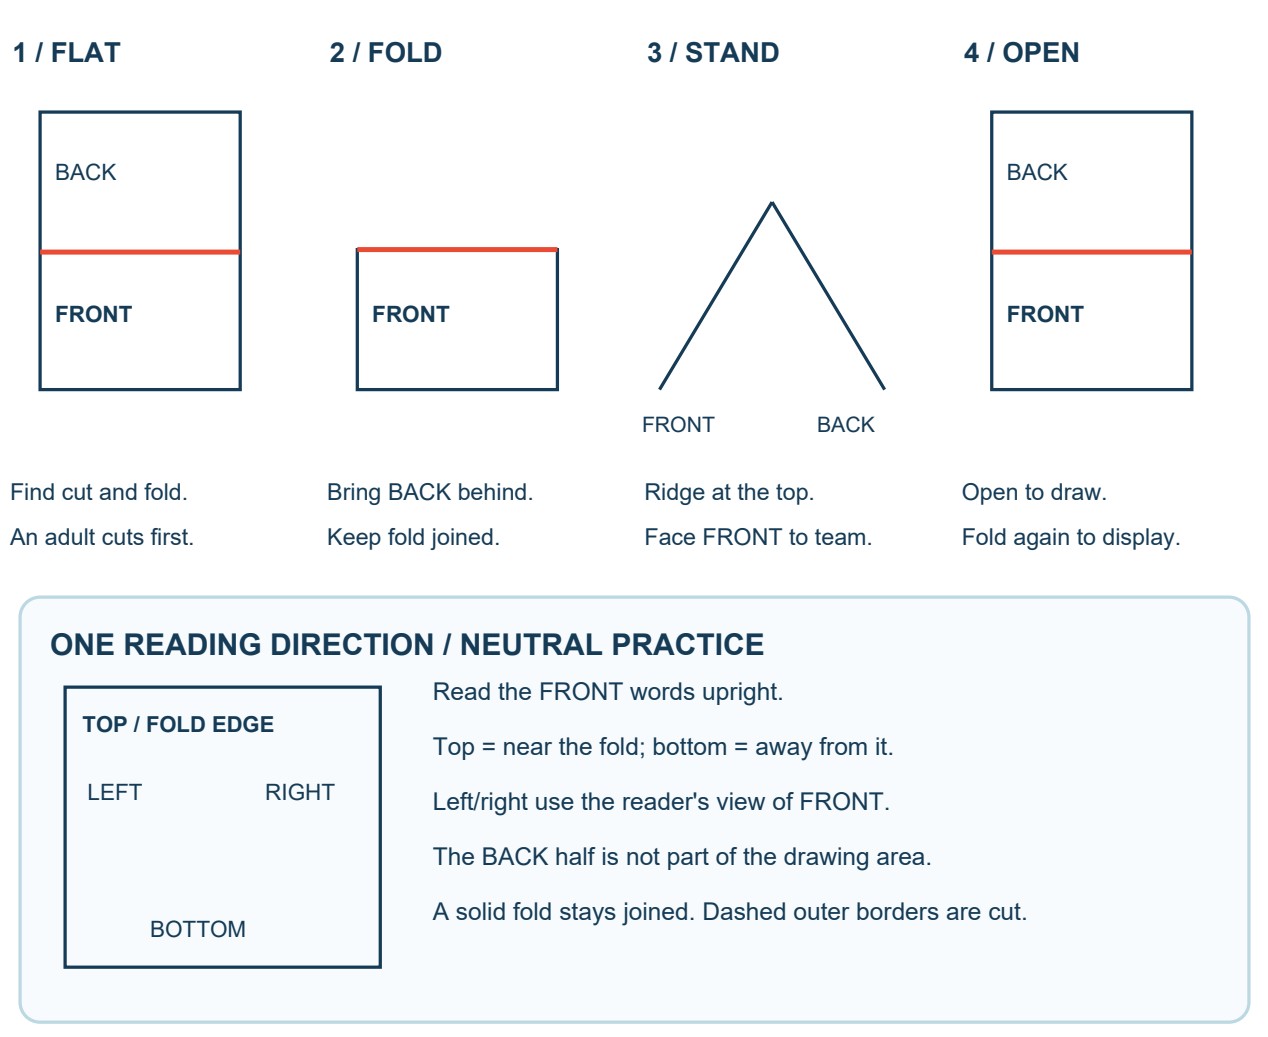 1 / FLAT
BACK
FRONT
Find cut and fold.
An adult cuts first.
2 / FOLD
FRONT
Bring BACK behind.
Keep fold joined.
3 / STAND
FRONT
BACK
Ridge at the top.
Face FRONT to team.
4 / OPEN
BACK
FRONT
Open to draw.
Fold again to display.
ONE READING DIRECTION / NEUTRAL PRACTICE
TOP / FOLD EDGE
LEFT
RIGHT
BOTTOM
Read the FRONT words upright.
Top = near the fold; bottom = away from it.
Left/right use the reader's view of FRONT.
The BACK half is not part of the drawing area.
A solid fold stays joined. Dashed outer borders are cut.